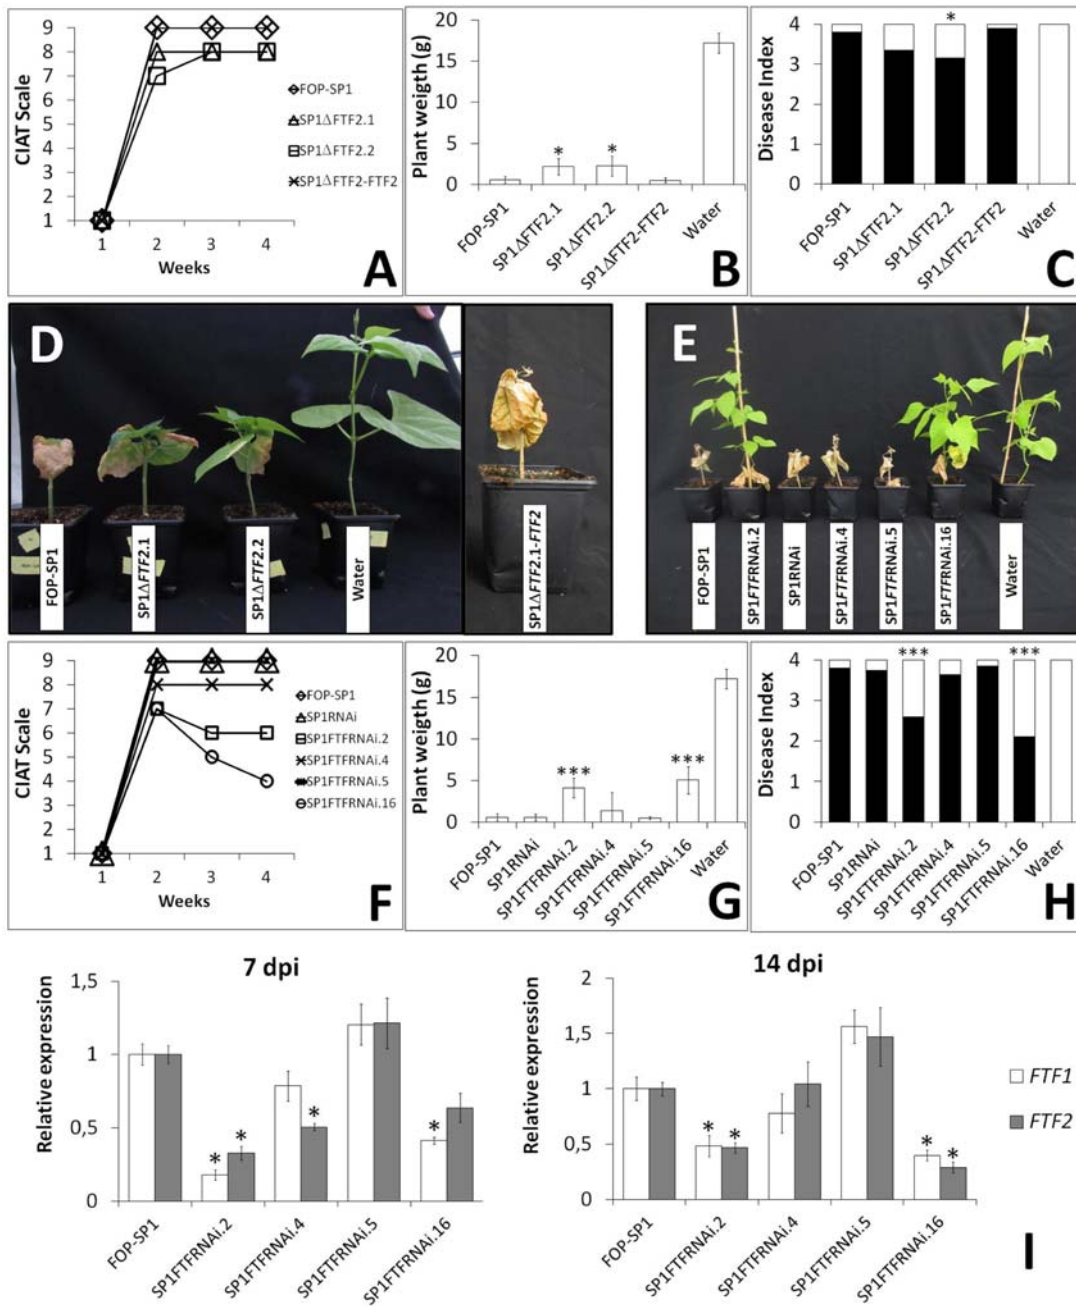 9
8
7
6
5
4
3
2
1
CIAT Scale
1 2 3 4
Weeks
FOP-SP1
SP1ΔFTF2.1
SP1ΔFTF2.2
SP1ΔFTF2-FTF2
A
20
15
10
5
0
Plant weigth (g)
* *
FOP-SP1
SP1ΔFTF2.1
SP1ΔFTF2.2
SP1ΔFTF2-FTF2
Water
B
4
3
2
1
0
Disease Index
*
FOP-SP1
SP1ΔFTF2.1
SP1ΔFTF2.2
SP1ΔFTF2-FTF2
Water
C
D
FOP-SP1
SP1ΔFTF2.1
SP1ΔFTF2.2
Water
SP1ΔFTF2.1-FTF2
E
FOP-SP1
SP1FTFRNAi.2
SP1RNAi
SP1FTFRNAi.4
SP1FTFRNAi.5
SP1FTFRNAi.16
Water
9
8
7
6
5
4
3
2
1
CIAT Scale
1 2 3 4
Weeks
FOP-SP1
SP1RNAi
SP1FTFRNAi.2
SP1FTFRNAi.4
SP1FTFRNAi.5
SP1FTFRNAi.16
F
20
15
10
5
0
Plant weigth (g)
*** ***
FOP-SP1
SP1RNAi
SP1FTFRNAi.2
SP1FTFRNAi.4
SP1FTFRNAi.5
SP1FTFRNAi.16
Water
G
4
3
2
1
0
Disease Index
*** ***
FOP-SP1
SP1RNAi
SP1FTFRNAi.2
SP1FTFRNAi.4
SP1FTFRNAi.5
SP1FTFRNAi.16
Water
H
7 dpi
1,5
1
0,5
0
Relative expression
* * * *
FOP-SP1
SP1FTFRNAi.2
SP1FTFRNAi.4
SP1FTFRNAi.5
SP1FTFRNAi.16
14 dpi
2
1,5
1
0,5
0
Relative expression
* * * *
FOP-SP1
SP1FTFRNAi.2
SP1FTFRNAi.4
SP1FTFRNAi.5
SP1FTFRNAi.16
FTF1
FTF2
I